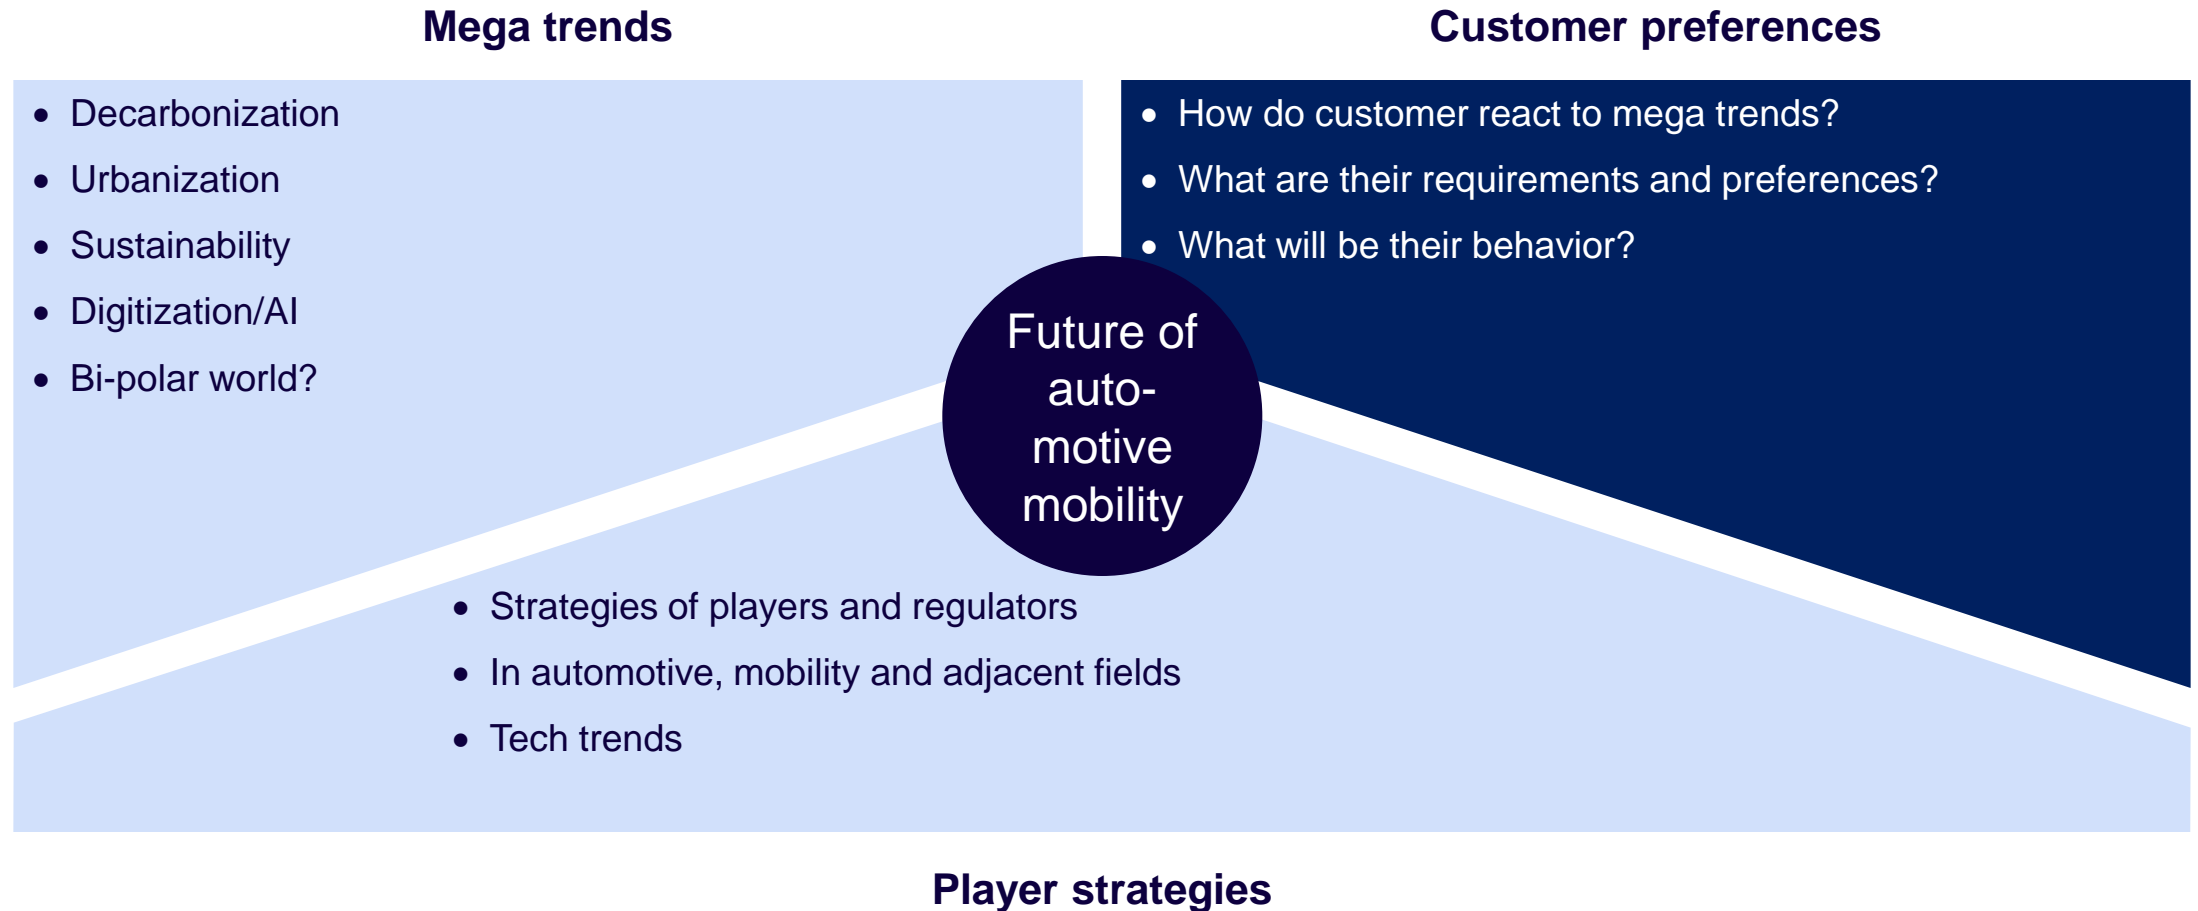 Mega trends
Customer preferences
• Decarbonization
• Urbanization
• Sustainability
• Digitization/AI
• Bi-polar world?
• How do customer react to mega trends?
• What are their requirements and preferences?
• What will be their behavior?
Future of
auto-
motive
mobility
• Strategies of players and regulators
• In automotive, mobility and adjacent fields
• Tech trends
Player strategies